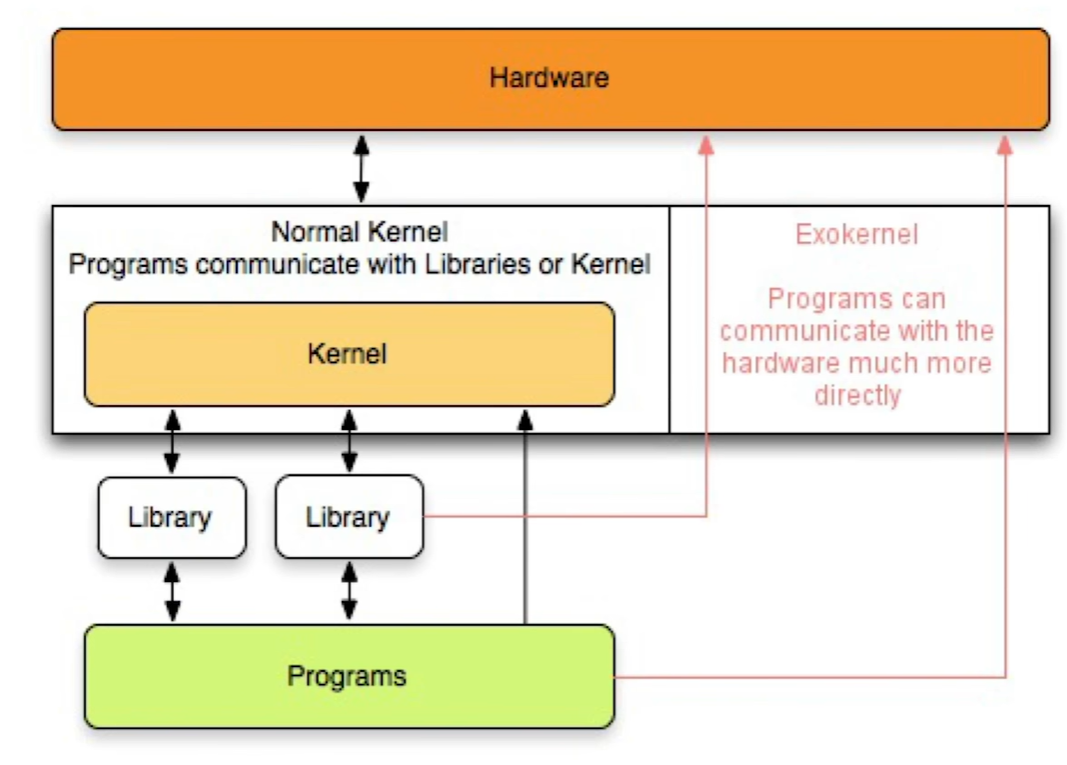 Hardware
Normal Kernel
Programs communicate with Libraries or Kernel
Kernel
Exokernel
Programs can
communicate with the
hardware much more
directly
Library
Library
Programs